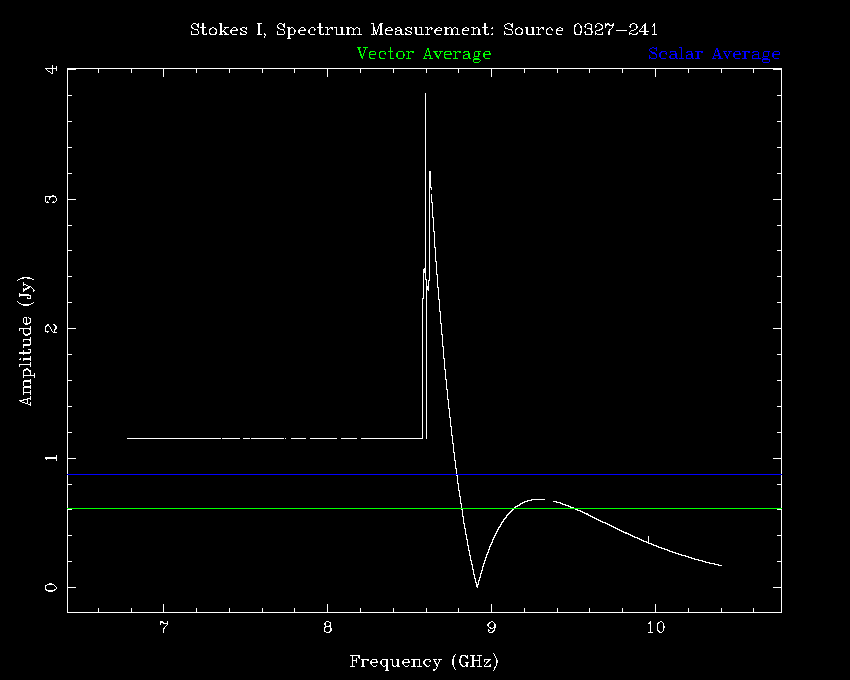 Stokes I, Spectrum Measurement: Source 0327−241
Vector Average Scalar Average
4
3
2
1
0
Amplitude (Jy)
7 8 9 10
Frequency (GHz)